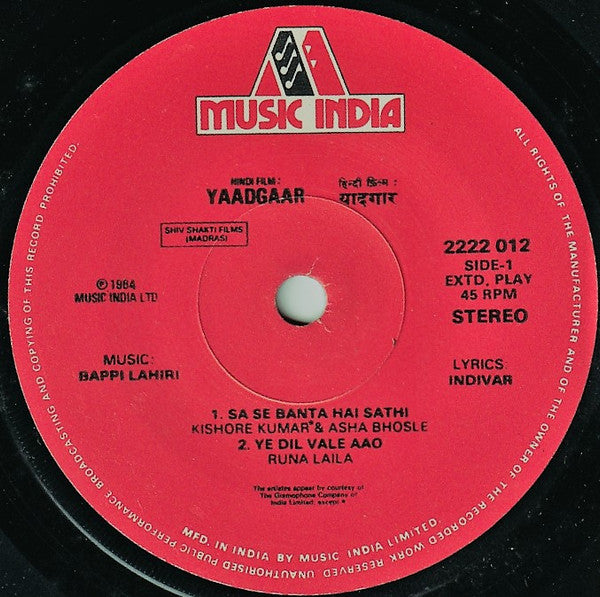 MUSIC INDIA
HINDI FILM:
YAADGAAR
हिन्दी फ़िल्म :
यादगार
SHIV SHAKTI FILMS
(MADRAS)
2222 012
SIDE-1
EXTD. PLAY
45 RPM
STEREO
℗ 1984
MUSIC INDIA LTD
MUSIC:
BAPPI LAHIRI
LYRICS:
INDIVAR
1. SA SE BANTA HAI SATHI
KISHORE KUMAR* & ASHA BHOSLE
2. YE DIL VALE AAO
RUNA LAILA
The articles appear by courtesy of
The Gramophone Company of
India Limited: except *
MFD. IN INDIA BY MUSIC INDIA LIMITED.
ALL RIGHTS OF THE MANUFACTURER AND OF THE OWNER OF THE RECORDED WORK RESERVED UNAUTHORISED PUBLIC PERFORMANCE BROADCASTING AND COPYING OF THIS RECORD PROHIBITED.